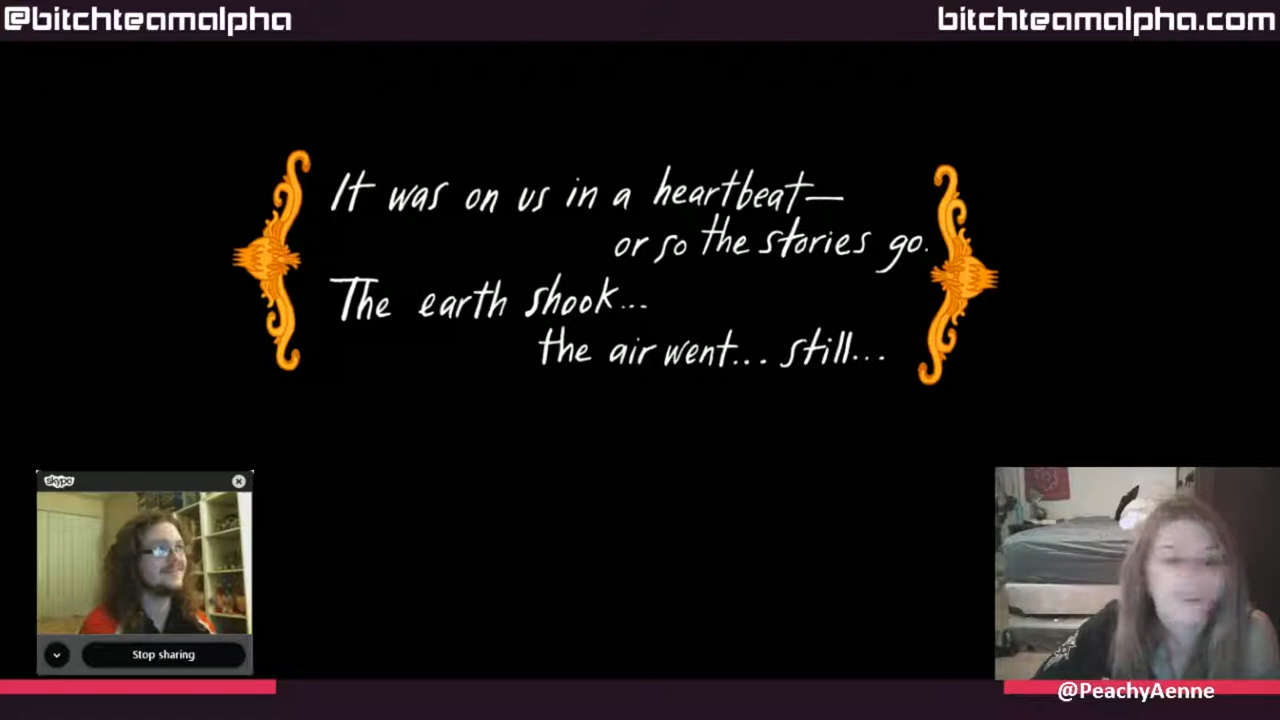 @bitchteamalpha
bitchteamalpha.com
It was on us in a heartbeat—
or so the stories go.
The earth shook...
the air went... still...
skype
Stop sharing
@PeachyAenne